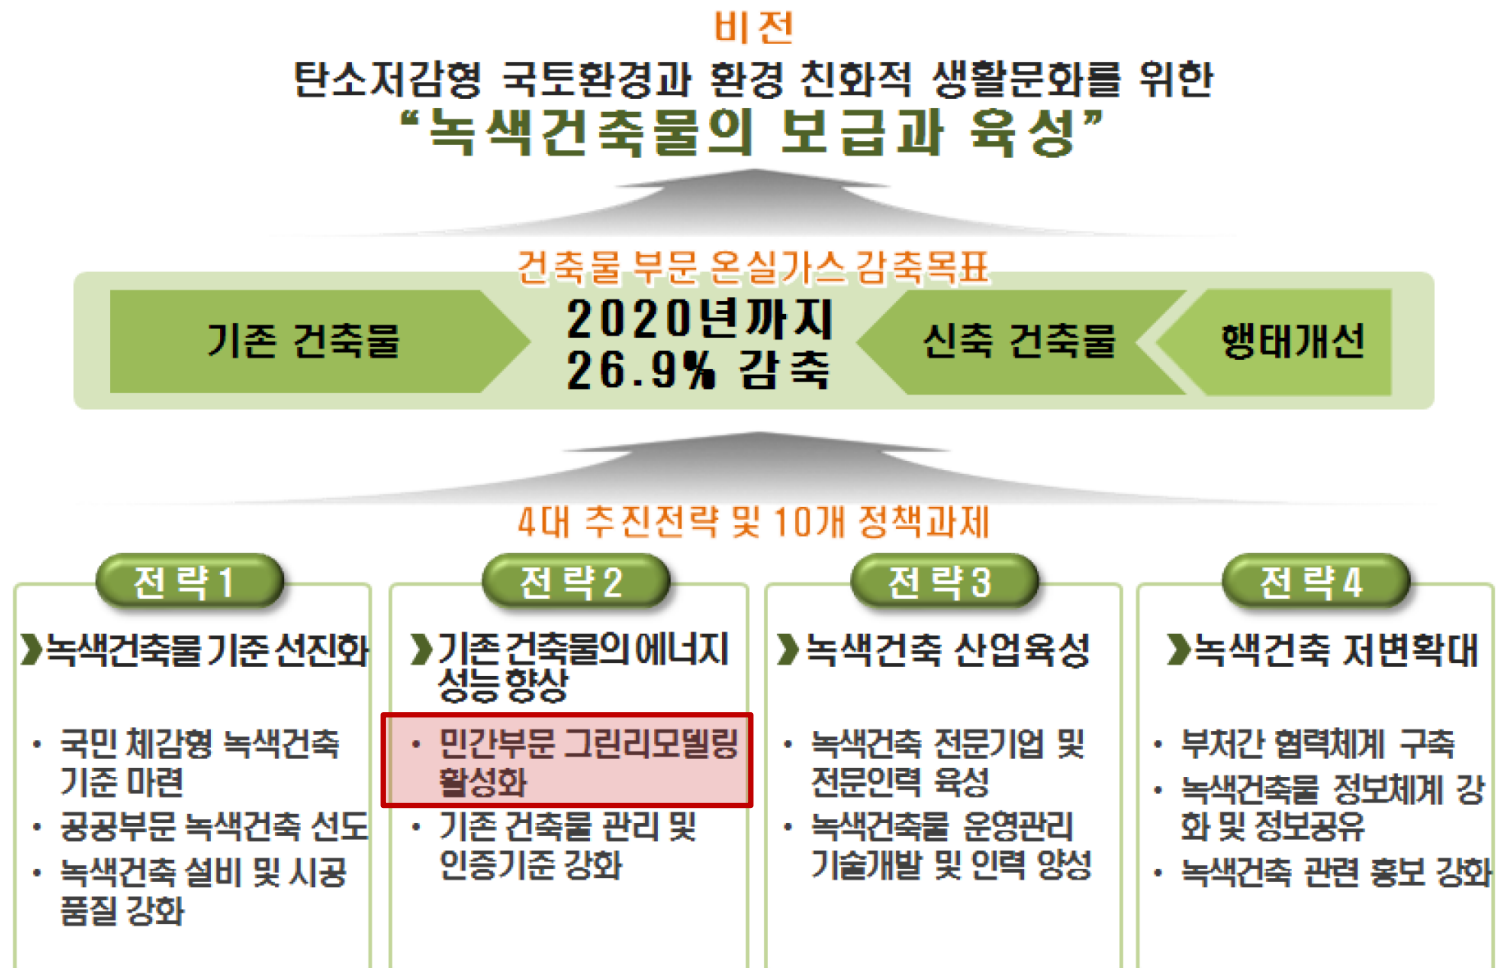 비전
탄소저감형 국토환경과 환경 친화적 생활문화를 위한
“녹색건축물의 보급과 육성”
건축물 부문 온실가스 감축목표
기존 건축물
2020년까지
26.9% 감축
신축 건축물
행태개선
4대 추진전략 및 10개 정책과제
전략1
녹색건축물 기준 선진화
• 국민 체감형 녹색건축
기준 마련
• 공공부문 녹색건축 선도
• 녹색건축 설비 및 시공
품질 강화
전략2
기존 건축물의 에너지
성능 향상
• 민간부문 그린리모델링
활성화
• 기존 건축물 관리 및
인증기준 강화
전략3
녹색건축 산업육성
• 녹색건축 전문기업 및
전문인력 육성
• 녹색건축물 운영관리
기술개발 및 인력 양성
전략4
녹색건축 저변확대
• 부처간 협력체계 구축
• 녹색건축물 정보체계 강
화 및 정보공유
• 녹색건축 관련 홍보 강화